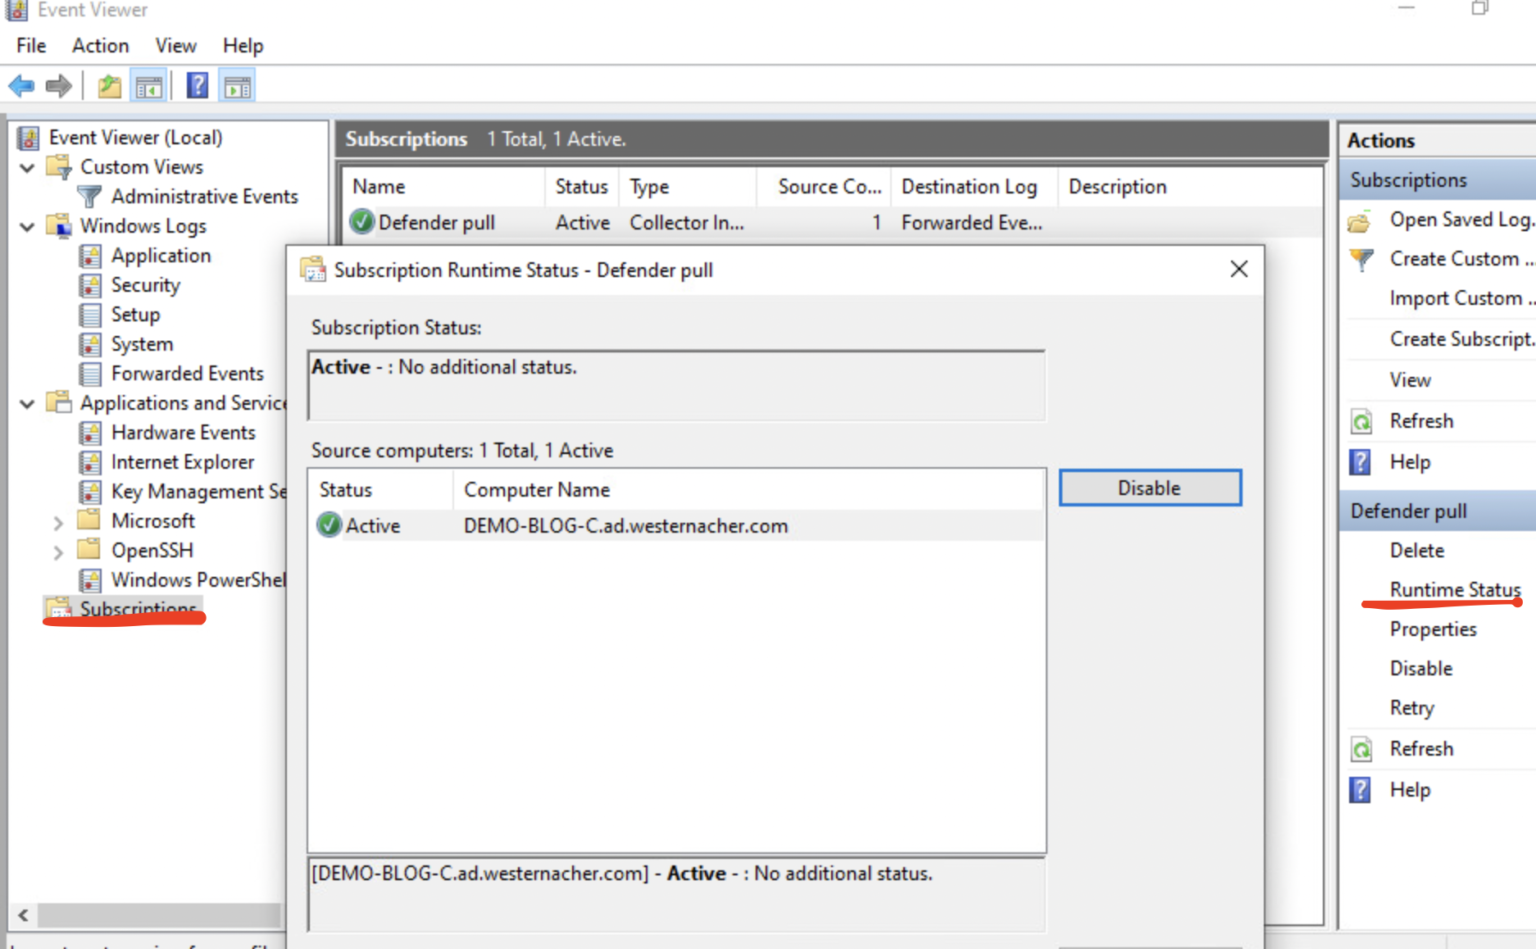 Event Viewer
File Action View Help
Event Viewer (Local)
Custom Views
Administrative Events
Windows Logs
Application
Security
Setup
System
Forwarded Events
Applications and Service
Hardware Events
Internet Explorer
Key Management Se
Microsoft
OpenSSH
Windows PowerShel
Subscriptions
Subscriptions 1 Total, 1 Active.
Name Status Type Source Co... Destination Log Description
Defender pull Active Collector In... 1 Forwarded Eve...
Subscription Runtime Status - Defender pull
Subscription Status:
Active - : No additional status.
Source computers: 1 Total, 1 Active
Status Computer Name
Active DEMO-BLOG-C.ad.westernacher.com
Disable
[DEMO-BLOG-C.ad.westernacher.com] - Active - : No additional status.
Actions
Subscriptions
Open Saved Log.
Create Custom ..
Import Custom ..
Create Subscript.
View
Refresh
Help
Defender pull
Delete
Runtime Status
Properties
Disable
Retry
Refresh
Help